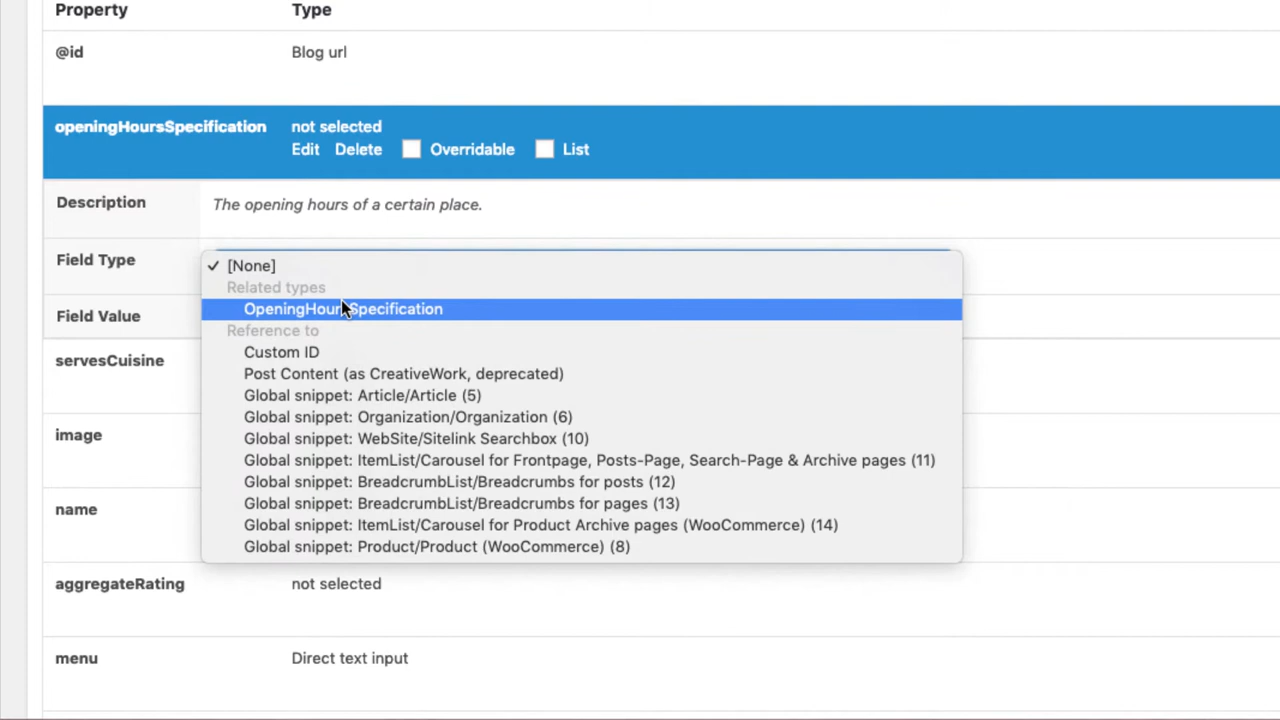 Property Type
@id Blog url
openingHoursSpecification not selected
Edit Delete Overridable List
Description The opening hours of a certain place.
Field Type
[None]
Related types
OpeningHoursSpecification
Reference to
Field Value
Custom ID
servesCuisine
Post Content (as CreativeWork, deprecated)
Global snippet: Article/Article (5)
Global snippet: Organization/Organization (6)
image
Global snippet: WebSite/Sitelink Searchbox (10)
Global snippet: ItemList/Carousel for Frontpage, Posts-Page, Search-Page & Archive pages (11)
Global snippet: BreadcrumbList/Breadcrumbs for posts (12)
Global snippet: BreadcrumbList/Breadcrumbs for pages (13)
name
Global snippet: ItemList/Carousel for Product Archive pages (WooCommerce) (14)
Global snippet: Product/Product (WooCommerce) (8)
aggregateRating not selected
menu Direct text input